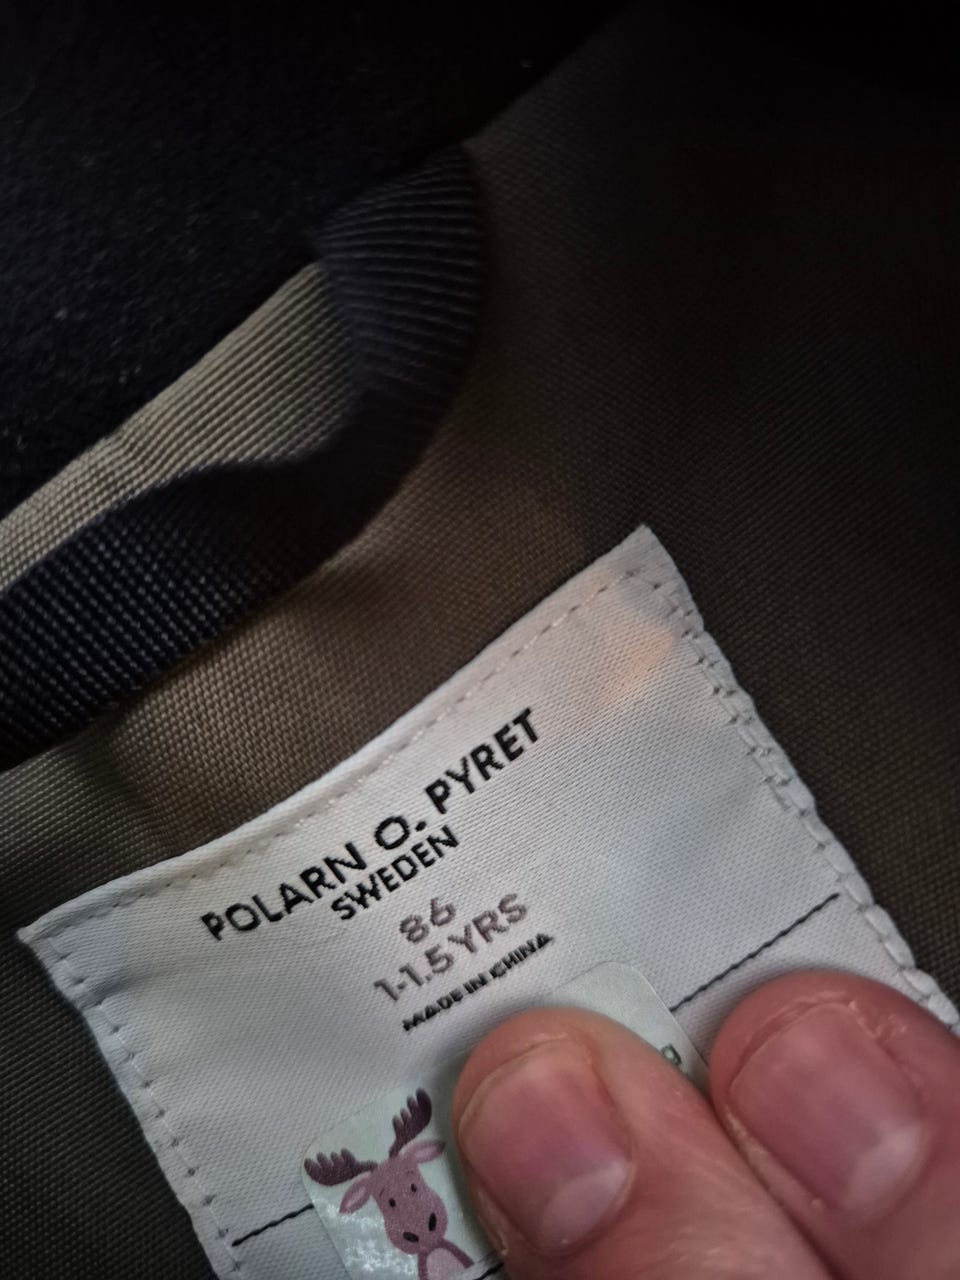 POLARN O. PYRET
SWEDEN
86
1-1.5 YRS
MADE IN CHINA